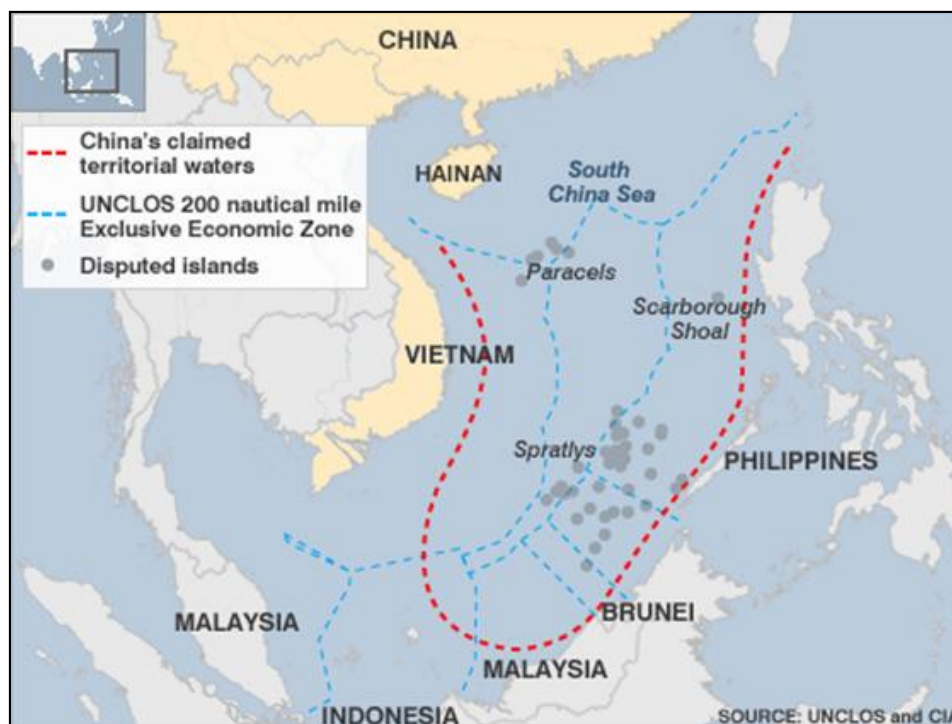 CHINA
China's claimed
territorial waters
UNCLOS 200 nautical mile
Exclusive Economic Zone
Disputed islands
HAINAN
South
China Sea
Paracels
Scarborough
Shoal
VIETNAM
Spratlys
PHILIPPINES
MALAYSIA
BRUNEI
MALAYSIA
INDONESIA
SOURCE: UNCLOS and CI